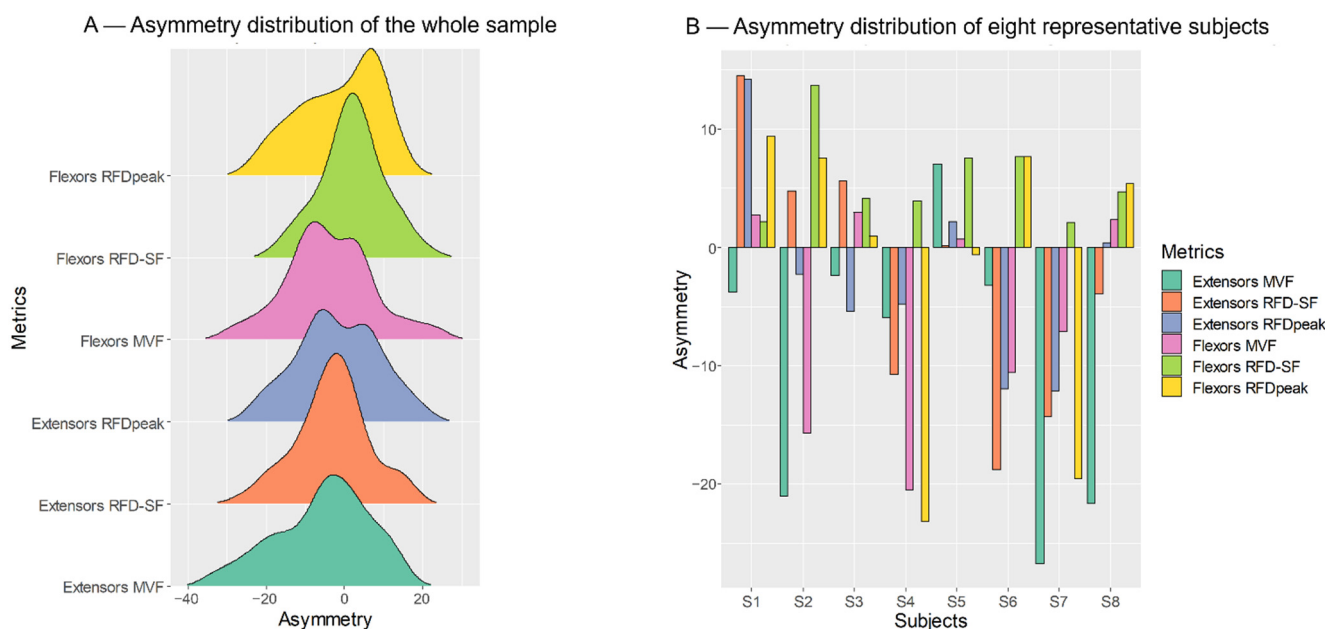 A — Asymmetry distribution of the whole sample
Metrics
Flexors RFDpeak
Flexors RFD-SF
Flexors MVF
Extensors RFDpeak
Extensors RFD-SF
Extensors MVF
−40 −20 0 20
Asymmetry
B — Asymmetry distribution of eight representative subjects
Asymmetry
10
0
−10
−20
S1 S2 S3 S4 S5 S6 S7 S8
Subjects
Metrics
Extensors MVF
Extensors RFD-SF
Extensors RFDpeak
Flexors MVF
Flexors RFD-SF
Flexors RFDpeak